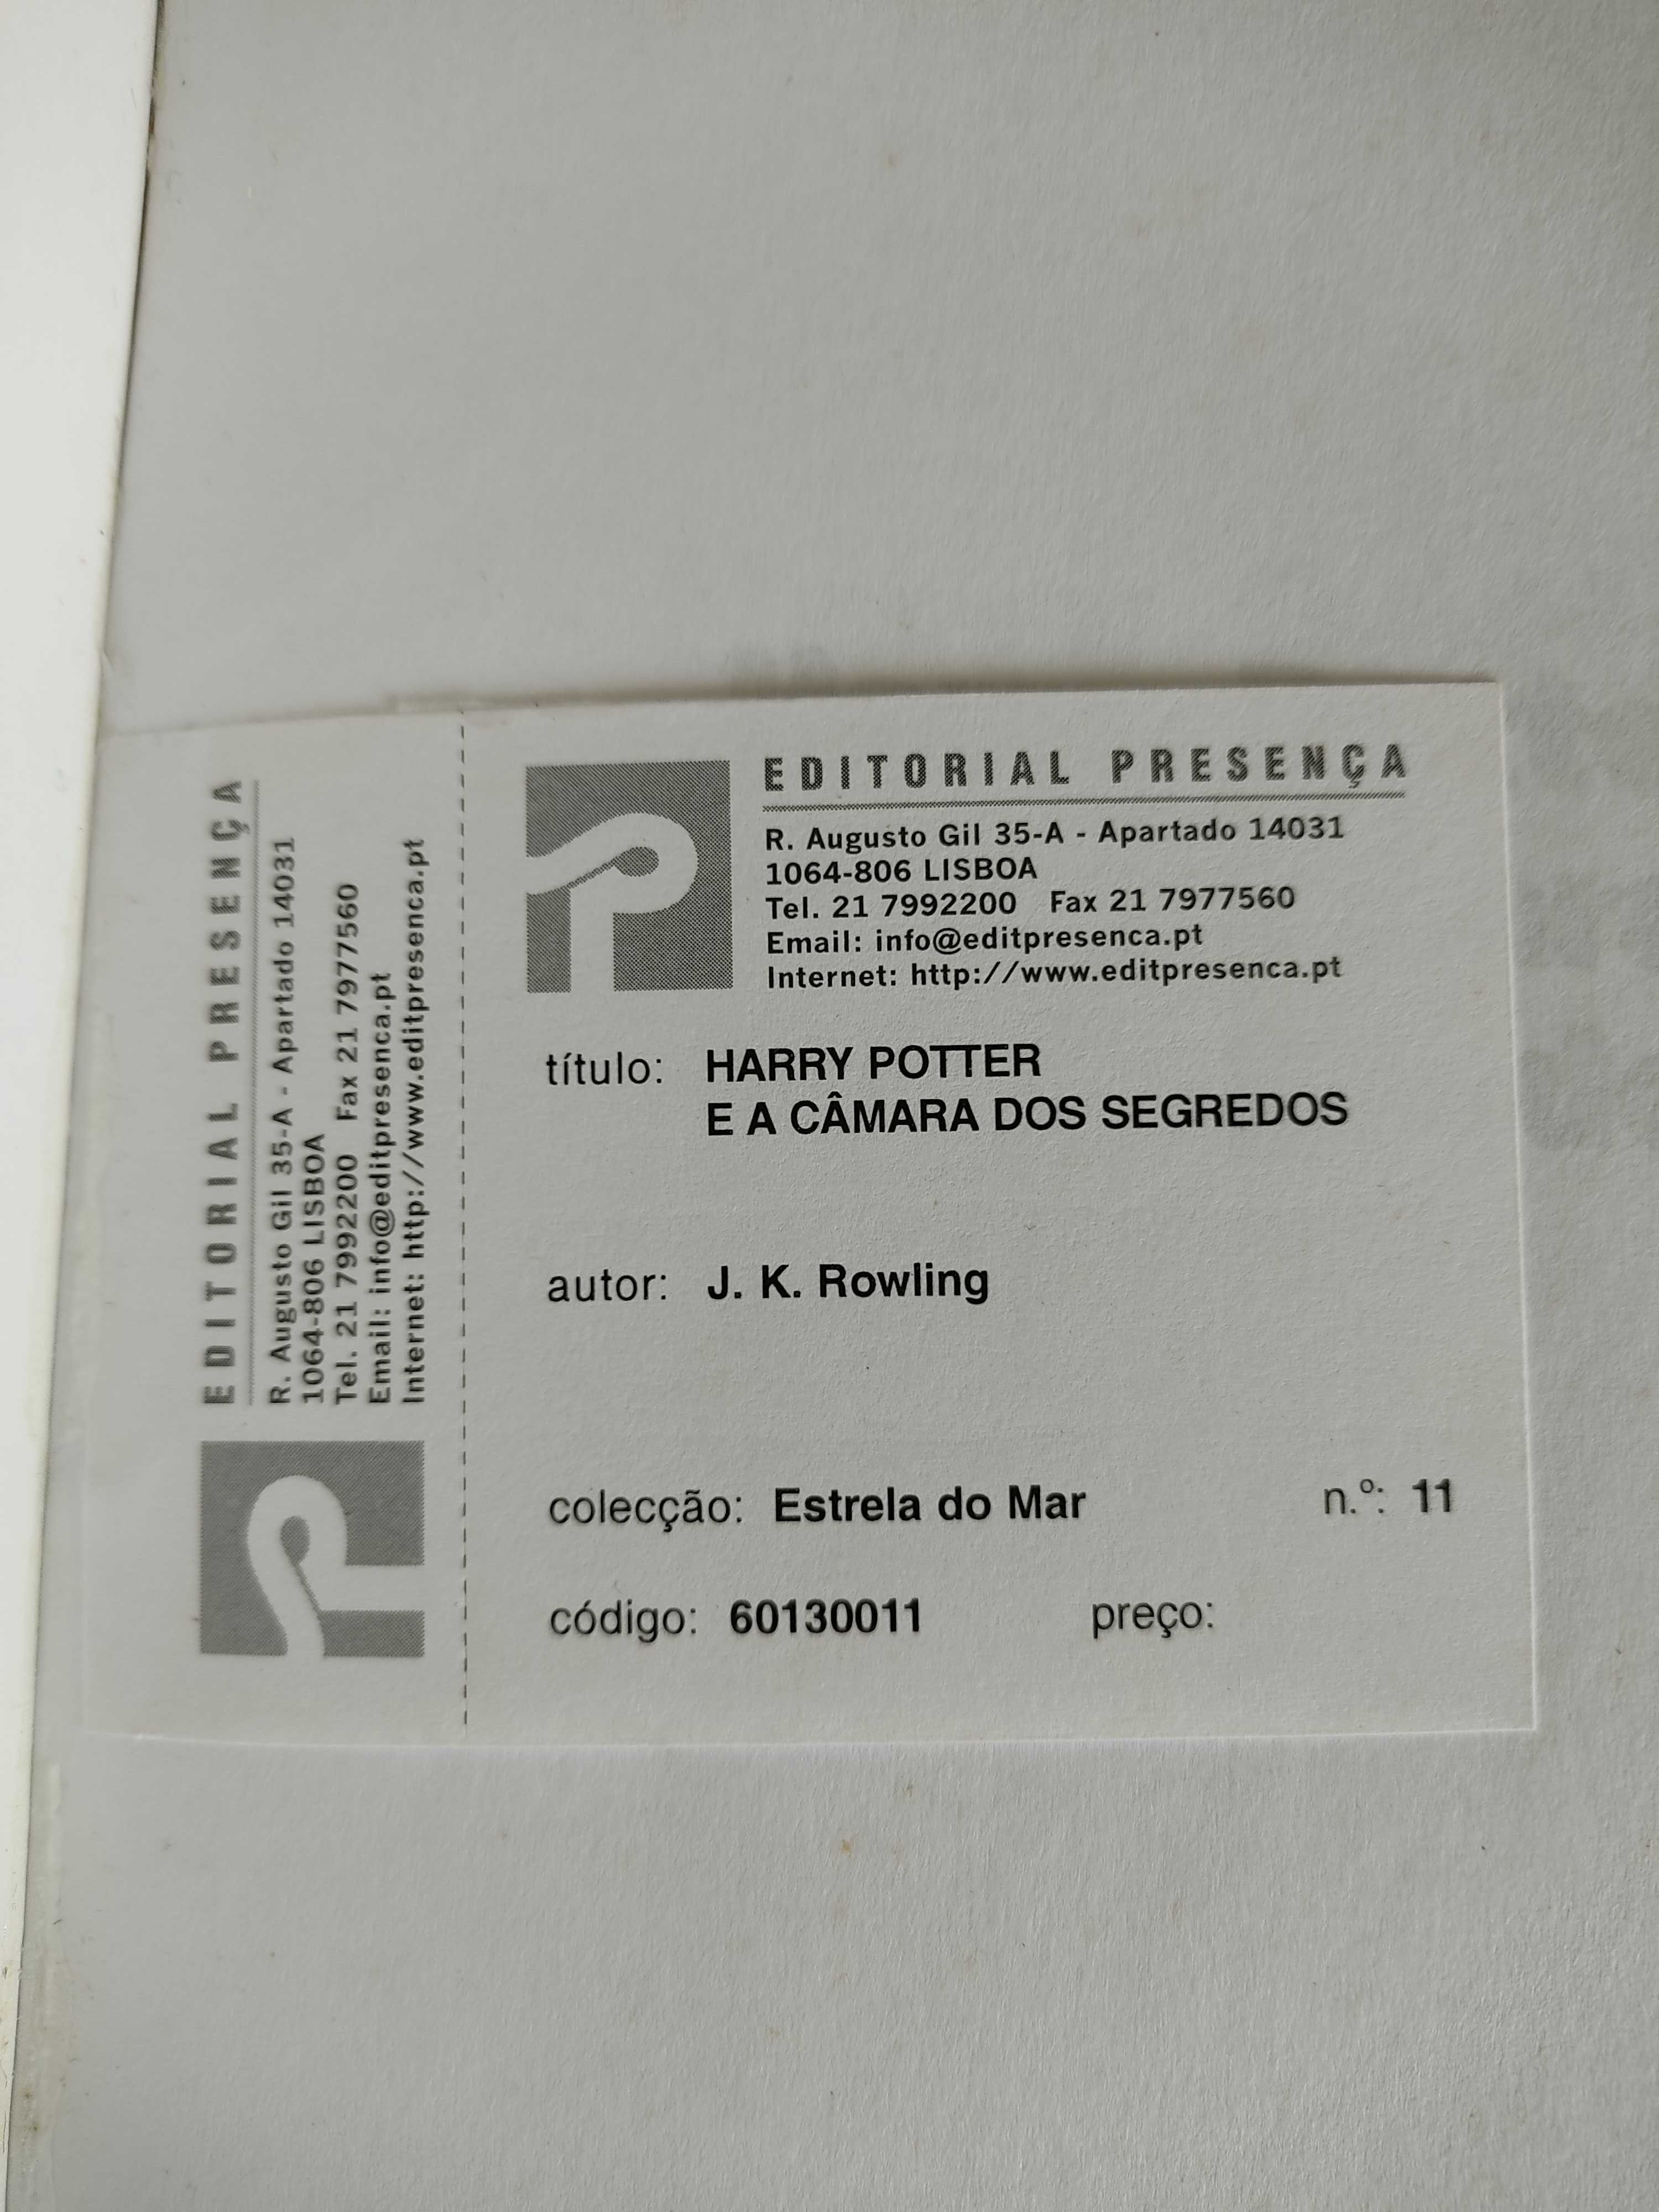 EDITORIAL PRESENÇA
R. Augusto Gil 35-A - Apartado 14031
1064-806 LISBOA
Tel. 21 7992200 Fax 21 7977560
Email: info@editpresenca.pt
Internet: http://www.editpresenca.pt
EDITORIAL PRESENÇA
R. Augusto Gil 35-A - Apartado 14031
1064-806 LISBOA
Tel. 21 7992200 Fax 21 7977560
Email: info@editpresenca.pt
Internet: http://www.editpresenca.pt
título: HARRY POTTER
E A CÂMARA DOS SEGREDOS
autor: J. K. Rowling
colecção: Estrela do Mar n.º: 11
código: 60130011 preço: